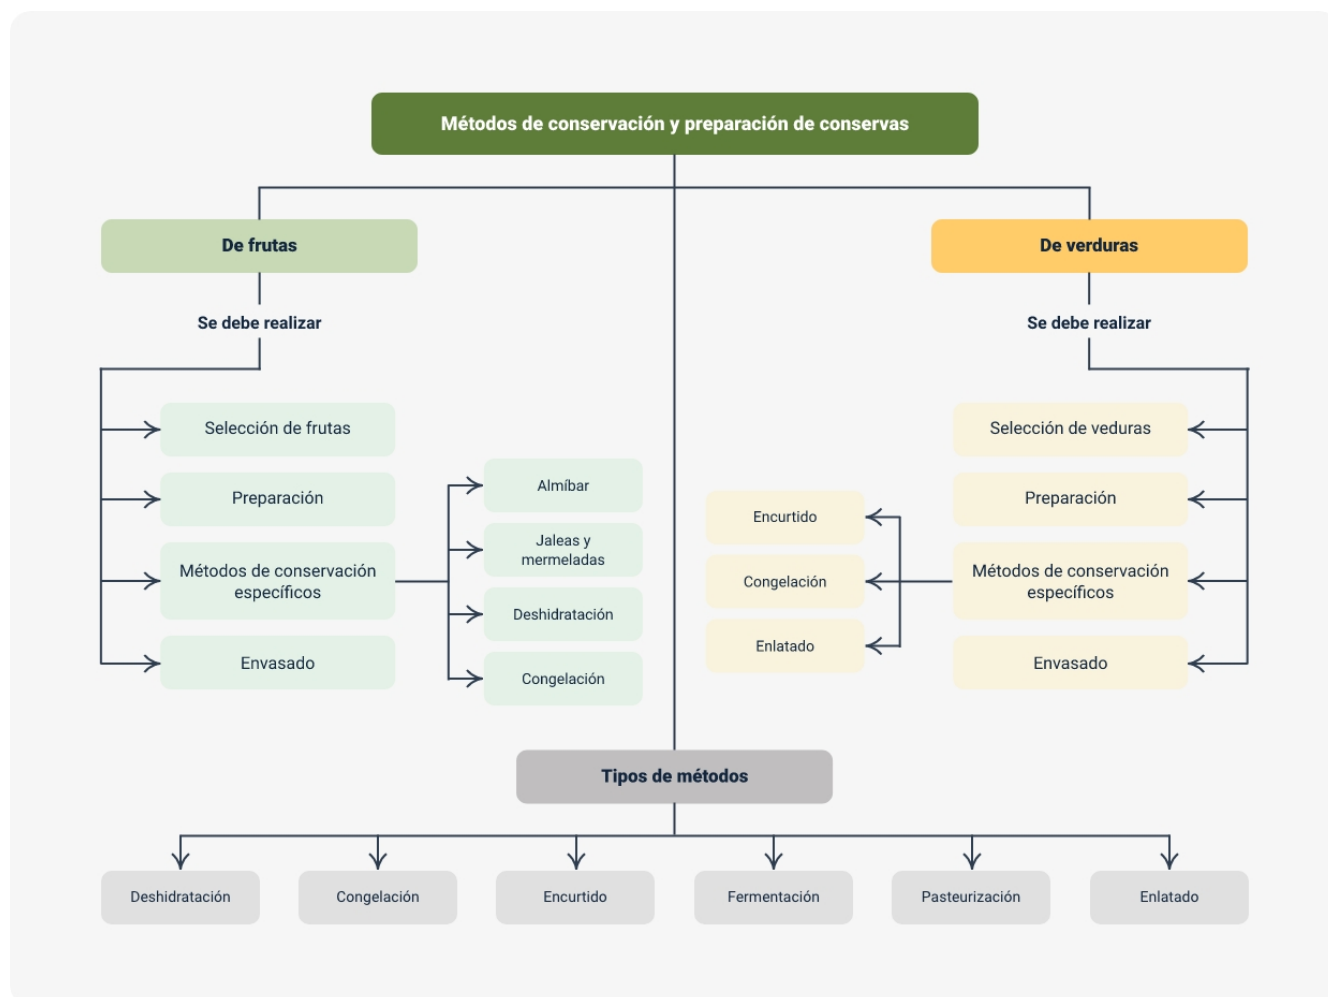 Métodos de conservación y preparación de conservas
De frutas
De verduras
Se debe realizar
Se debe realizar
Selección de frutas
Preparación
Métodos de conservación
específicos
Envasado
Almíbar
Jaleas y
mermeladas
Deshidratación
Congelación
Encurtido
Congelación
Enlatado
Selección de veduras
Preparación
Métodos de conservación
específicos
Envasado
Tipos de métodos
Deshidratación
Congelación
Encurtido
Fermentación
Pasteurización
Enlatado